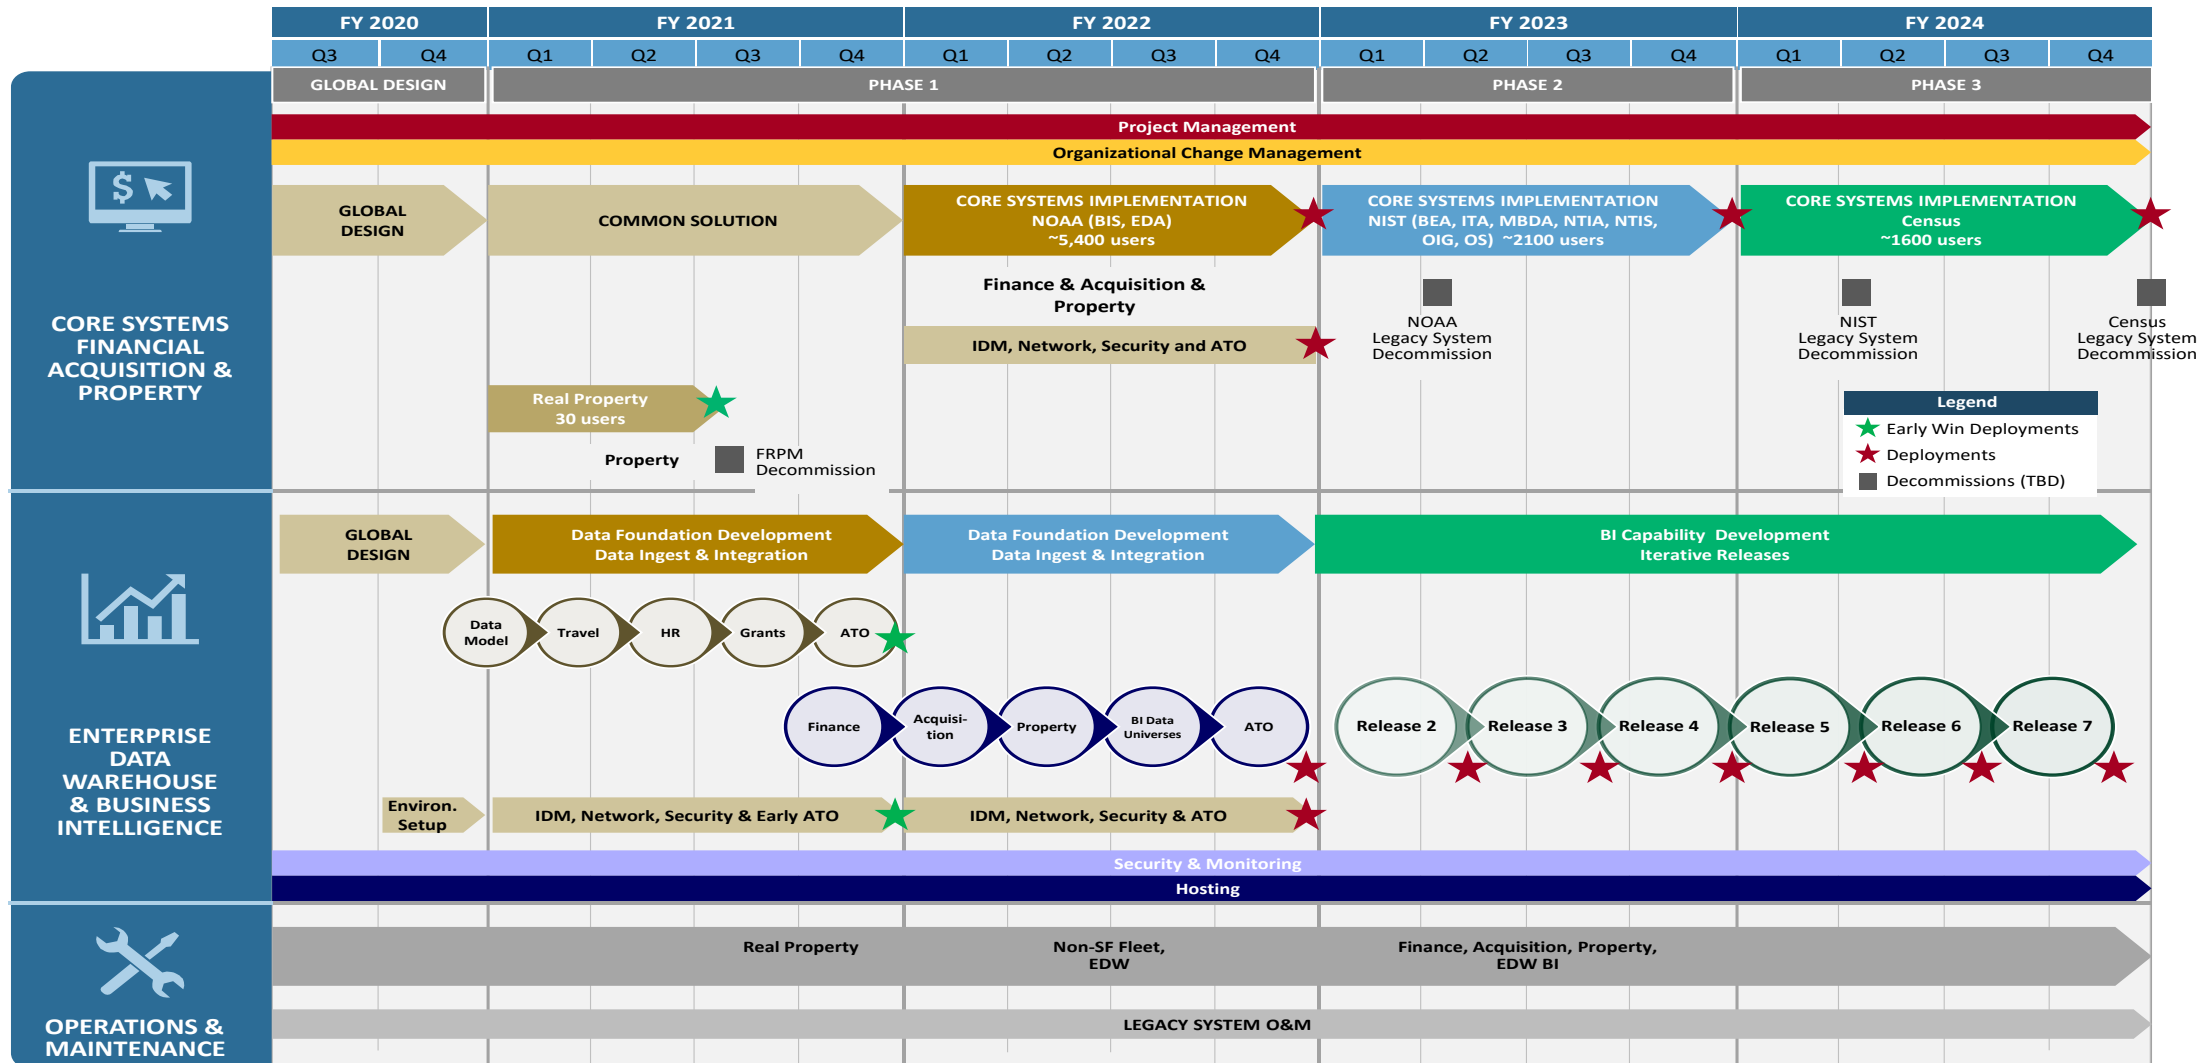 FY 2020
FY 2021
FY 2022
FY 2023
FY 2024
Q3
Q4
Q1
Q2
Q3
Q4
Q1
Q2
Q3
Q4
Q1
Q2
Q3
Q4
Q1
Q2
Q3
Q4
GLOBAL DESIGN
PHASE 1
PHASE 2
PHASE 3
Project Management
Organizational Change Management
CORE SYSTEMS
FINANCIAL
ACQUISITION &
PROPERTY
GLOBAL
DESIGN
COMMON SOLUTION
CORE SYSTEMS IMPLEMENTATION
NOAA (BIS, EDA)
~5,400 users
CORE SYSTEMS IMPLEMENTATION
NIST (BEA, ITA, MBDA, NTIA, NTIS,
OIG, OS) ~2100 users
CORE SYSTEMS IMPLEMENTATION
Census
~1600 users
Finance & Acquisition &
Property
NOAA
Legacy System
Decommission
NIST
Legacy System
Decommission
Census
Legacy System
Decommission
IDM, Network, Security and ATO
Real Property
30 users
Property
FRPM
Decommission
Legend
Early Win Deployments
Deployments
Decommissions (TBD)
ENTERPRISE
DATA
WAREHOUSE
& BUSINESS
INTELLIGENCE
GLOBAL
DESIGN
Data Foundation Development
Data Ingest & Integration
Data Foundation Development
Data Ingest & Integration
BI Capability Development
Iterative Releases
Data
Model
Travel
HR
Grants
ATO
Finance
Acquisi-
tion
Property
BI Data
Universes
ATO
Release 2
Release 3
Release 4
Release 5
Release 6
Release 7
Environ.
Setup
IDM, Network, Security & Early ATO
IDM, Network, Security & ATO
Security & Monitoring
Hosting
OPERATIONS &
MAINTENANCE
Real Property
Non-SF Fleet,
EDW
Finance, Acquisition, Property,
EDW BI
LEGACY SYSTEM O&M